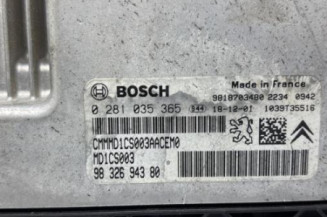 BOSCH
Made in France
9818703480 2234 0942
0 281 035 365 18-12-01 1039T35516
CMMMD1CS003AACEM0
MD1CS003
98 326 943 80